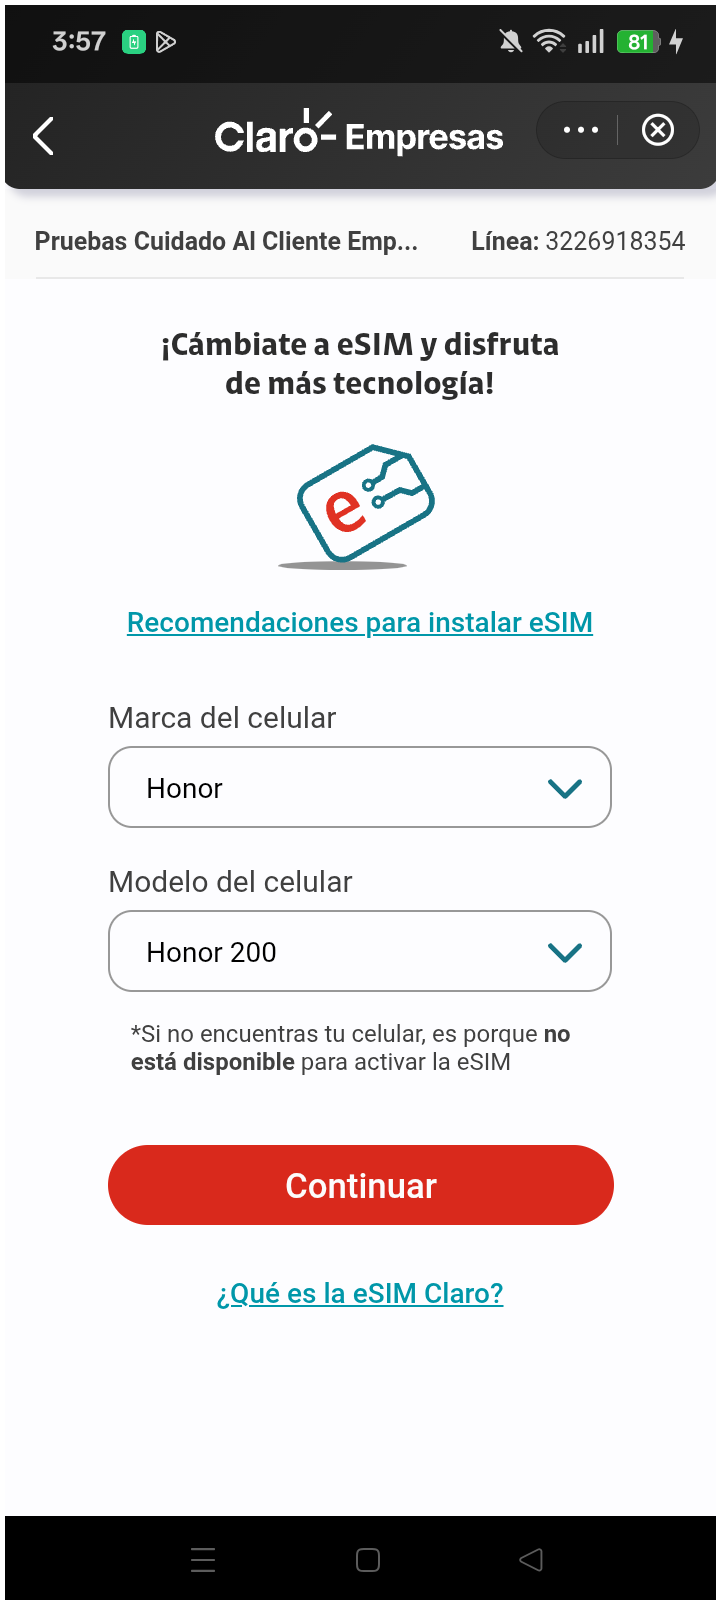 3:57
81
Claro Empresas
Pruebas Cuidado Al Cliente Emp... Línea: 3226918354
¡Cámbiate a eSIM y disfruta
de más tecnología!
e
Recomendaciones para instalar eSIM
Marca del celular
Honor
Modelo del celular
Honor 200
*Si no encuentras tu celular, es porque no
está disponible para activar la eSIM
Continuar
¿Qué es la eSIM Claro?